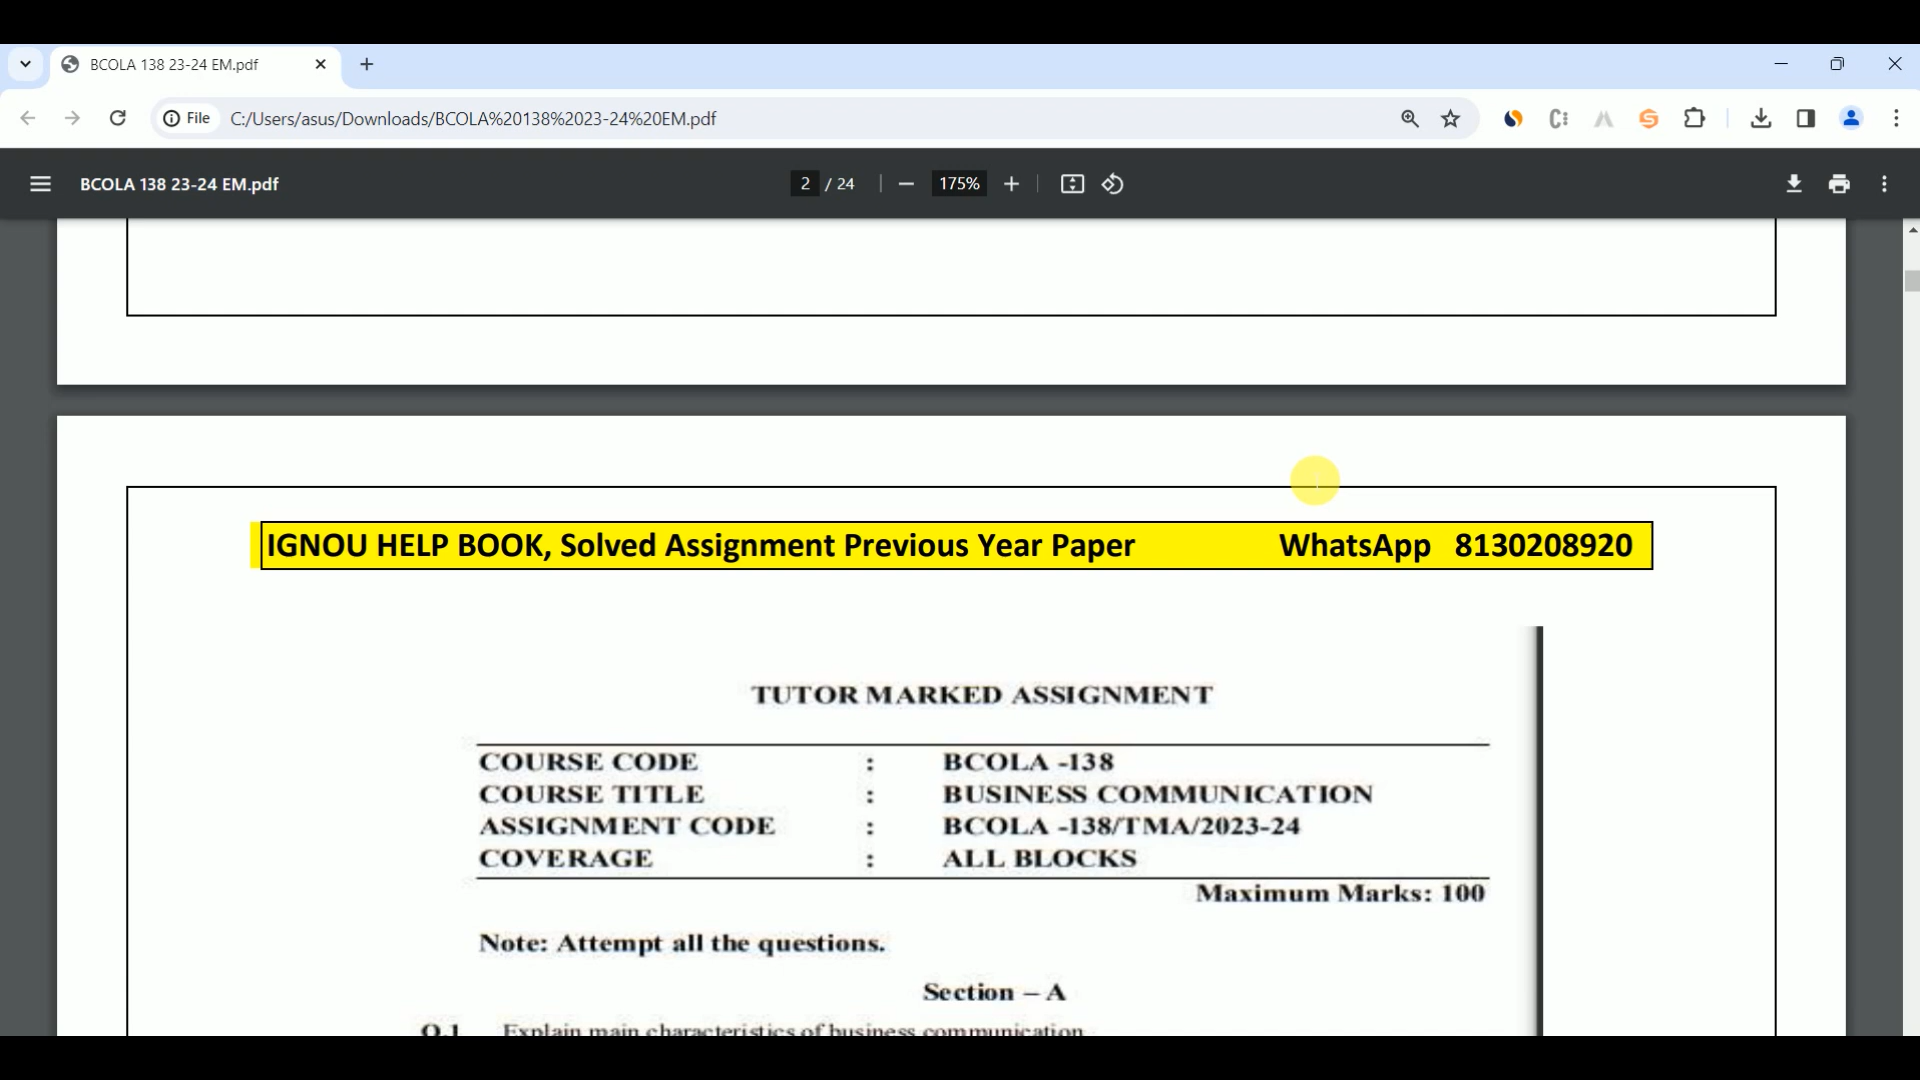 BCOLA 138 23-24 EM.pdf
File C:/Users/asus/Downloads/BCOLA%20138%2023-24%20EM.pdf
BCOLA 138 23-24 EM.pdf 2 / 24 175%
IGNOU HELP BOOK, Solved Assignment Previous Year Paper WhatsApp 8130208920
TUTOR MARKED ASSIGNMENT
COURSE CODE : BCOLA -138
COURSE TITLE : BUSINESS COMMUNICATION
ASSIGNMENT CODE : BCOLA -138/TMA/2023-24
COVERAGE : ALL BLOCKS
Maximum Marks: 100
Note: Attempt all the questions.
Section – A
Q.1 Explain main characteristics of business communication